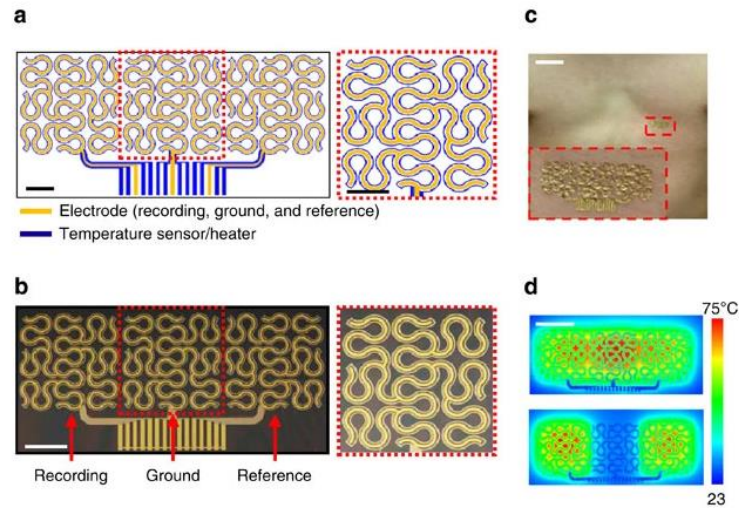 a
Electrode (recording, ground, and reference)
Temperature sensor/heater
b
Recording
Ground
Reference
c
d
75°C
23